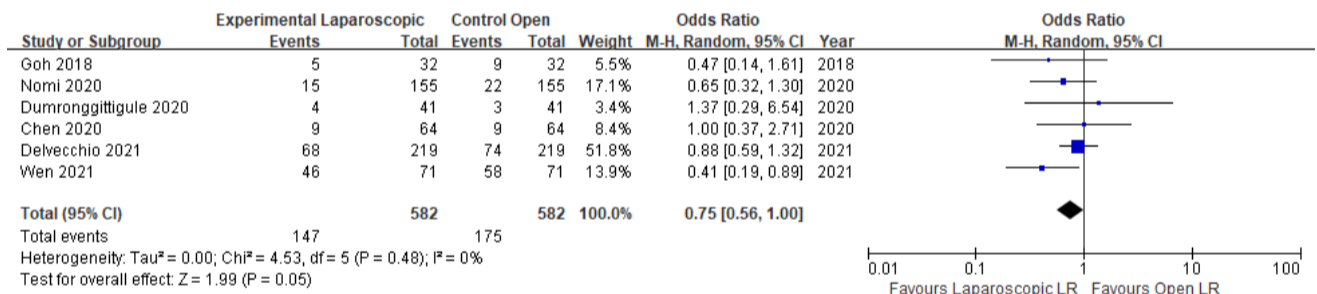 Experimental Laparoscopic Control Open Odds Ratio Odds Ratio
Study or Subgroup Events Total Events Total Weight M-H, Random, 95% CI Year M-H, Random, 95% CI
Goh 2018 5 32 9 32 5.5% 0.47 [0.14, 1.61] 2018
Nomi 2020 15 155 22 155 17.1% 0.65 [0.32, 1.30] 2020
Dumronggittigule 2020 4 41 3 41 3.4% 1.37 [0.29, 6.54] 2020
Chen 2020 9 64 9 64 8.4% 1.00 [0.37, 2.71] 2020
Delvecchio 2021 68 219 74 219 51.8% 0.88 [0.59, 1.32] 2021
Wen 2021 46 71 58 71 13.9% 0.41 [0.19, 0.89] 2021
Total (95% CI) 582 582 100.0% 0.75 [0.56, 1.00]
Total events 147 175
Heterogeneity: Tau² = 0.00; Chi² = 4.53, df = 5 (P = 0.48); I² = 0%
Test for overall effect: Z = 1.99 (P = 0.05)
0.01 0.1 1 10 100
Favours Laparoscopic LR Favours Open LR